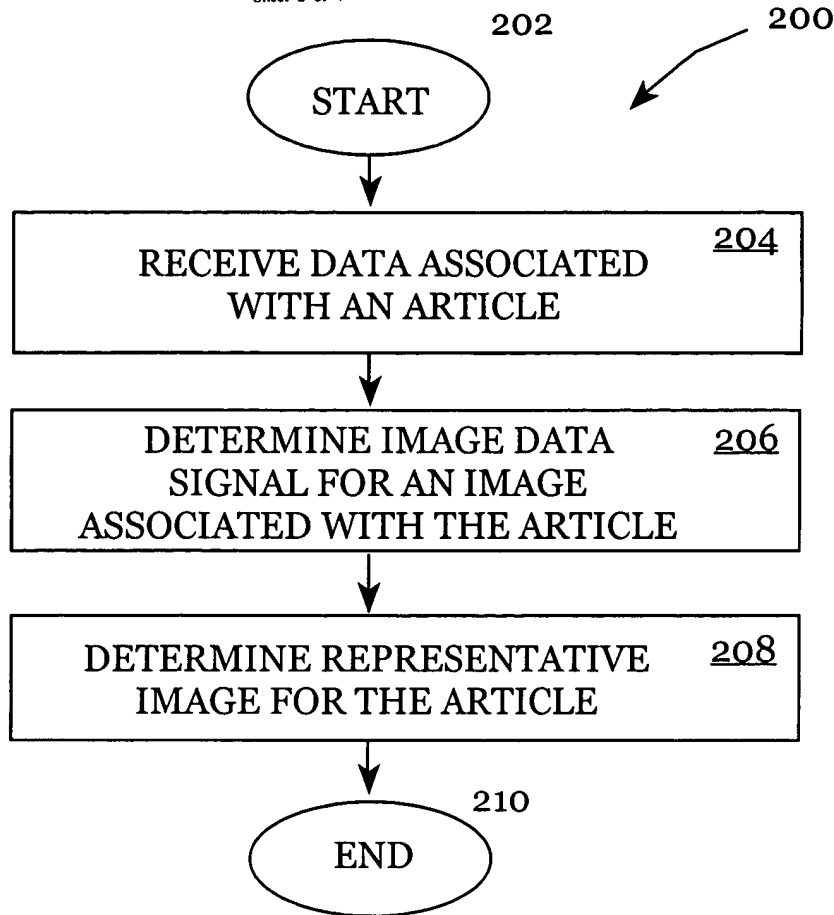 202
200
START
204
RECEIVE DATA ASSOCIATED
WITH AN ARTICLE
206
DETERMINE IMAGE DATA
SIGNAL FOR AN IMAGE
ASSOCIATED WITH THE ARTICLE
208
DETERMINE REPRESENTATIVE
IMAGE FOR THE ARTICLE
210
END